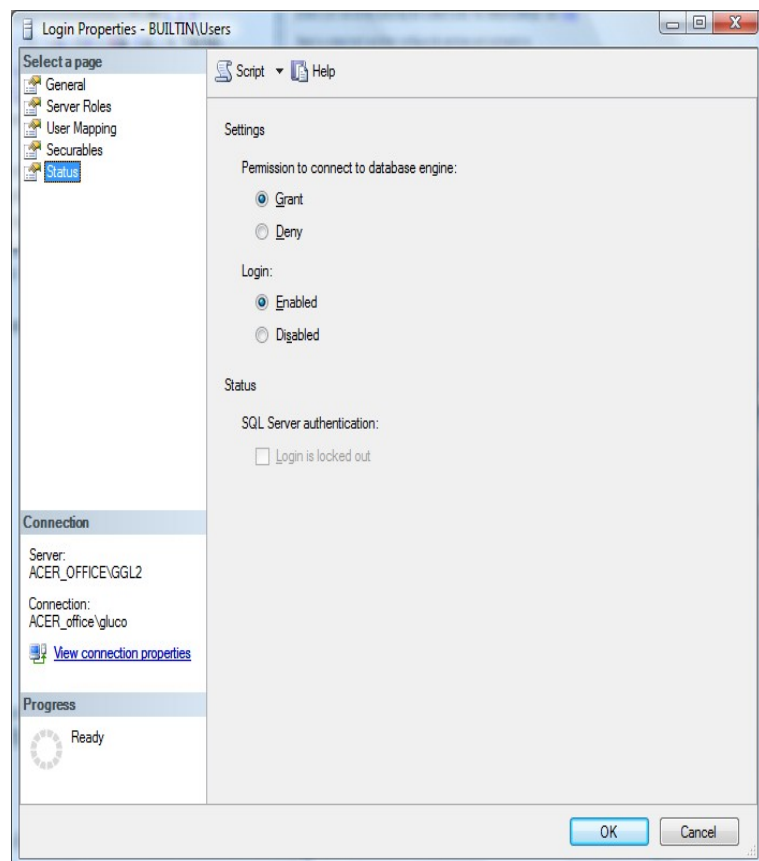 Login Properties - BUILTIN\Users
Select a page
General
Server Roles
User Mapping
Securables
Status
Script
Help
Settings
Permission to connect to database engine:
Grant
Deny
Login:
Enabled
Disabled
Status
SQL Server authentication:
Login is locked out
Connection
Server:
ACER_OFFICE\GGL2
Connection:
ACER_office\gluco
View connection properties
Progress
Ready
OK
Cancel